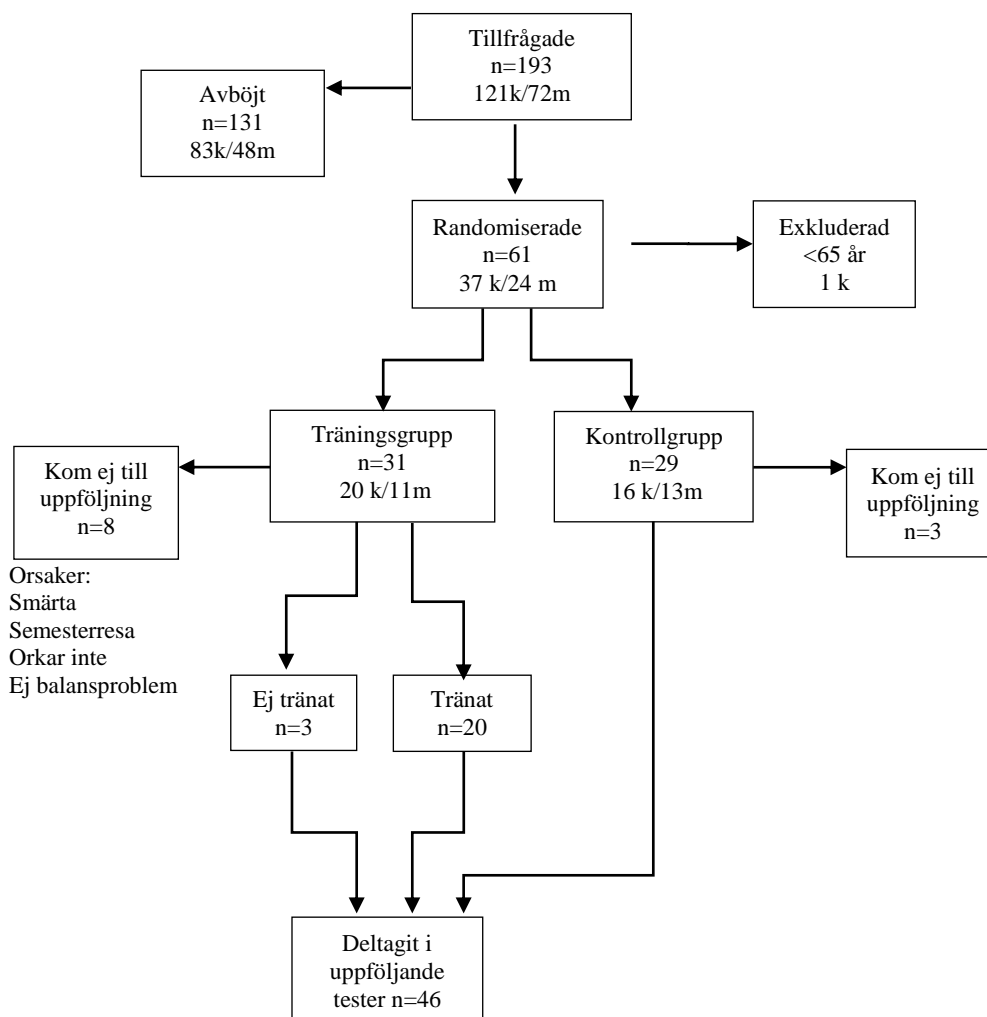 Tillfrågade
n=193
121k/72m
Avböjt
n=131
83k/48m
Randomiserade
n=61
37 k/24 m
Exkluderad
<65 år
1 k
Träningsgrupp
n=31
20 k/11m
Kontrollgrupp
n=29
16 k/13m
Kom ej till
uppföljning
n=8
Kom ej till
uppföljning
n=3
Orsaker:
Smärta
Semesterresa
Orkar inte
Ej balansproblem
Ej tränat
n=3
Tränat
n=20
Deltagit i
uppföljande
tester n=46